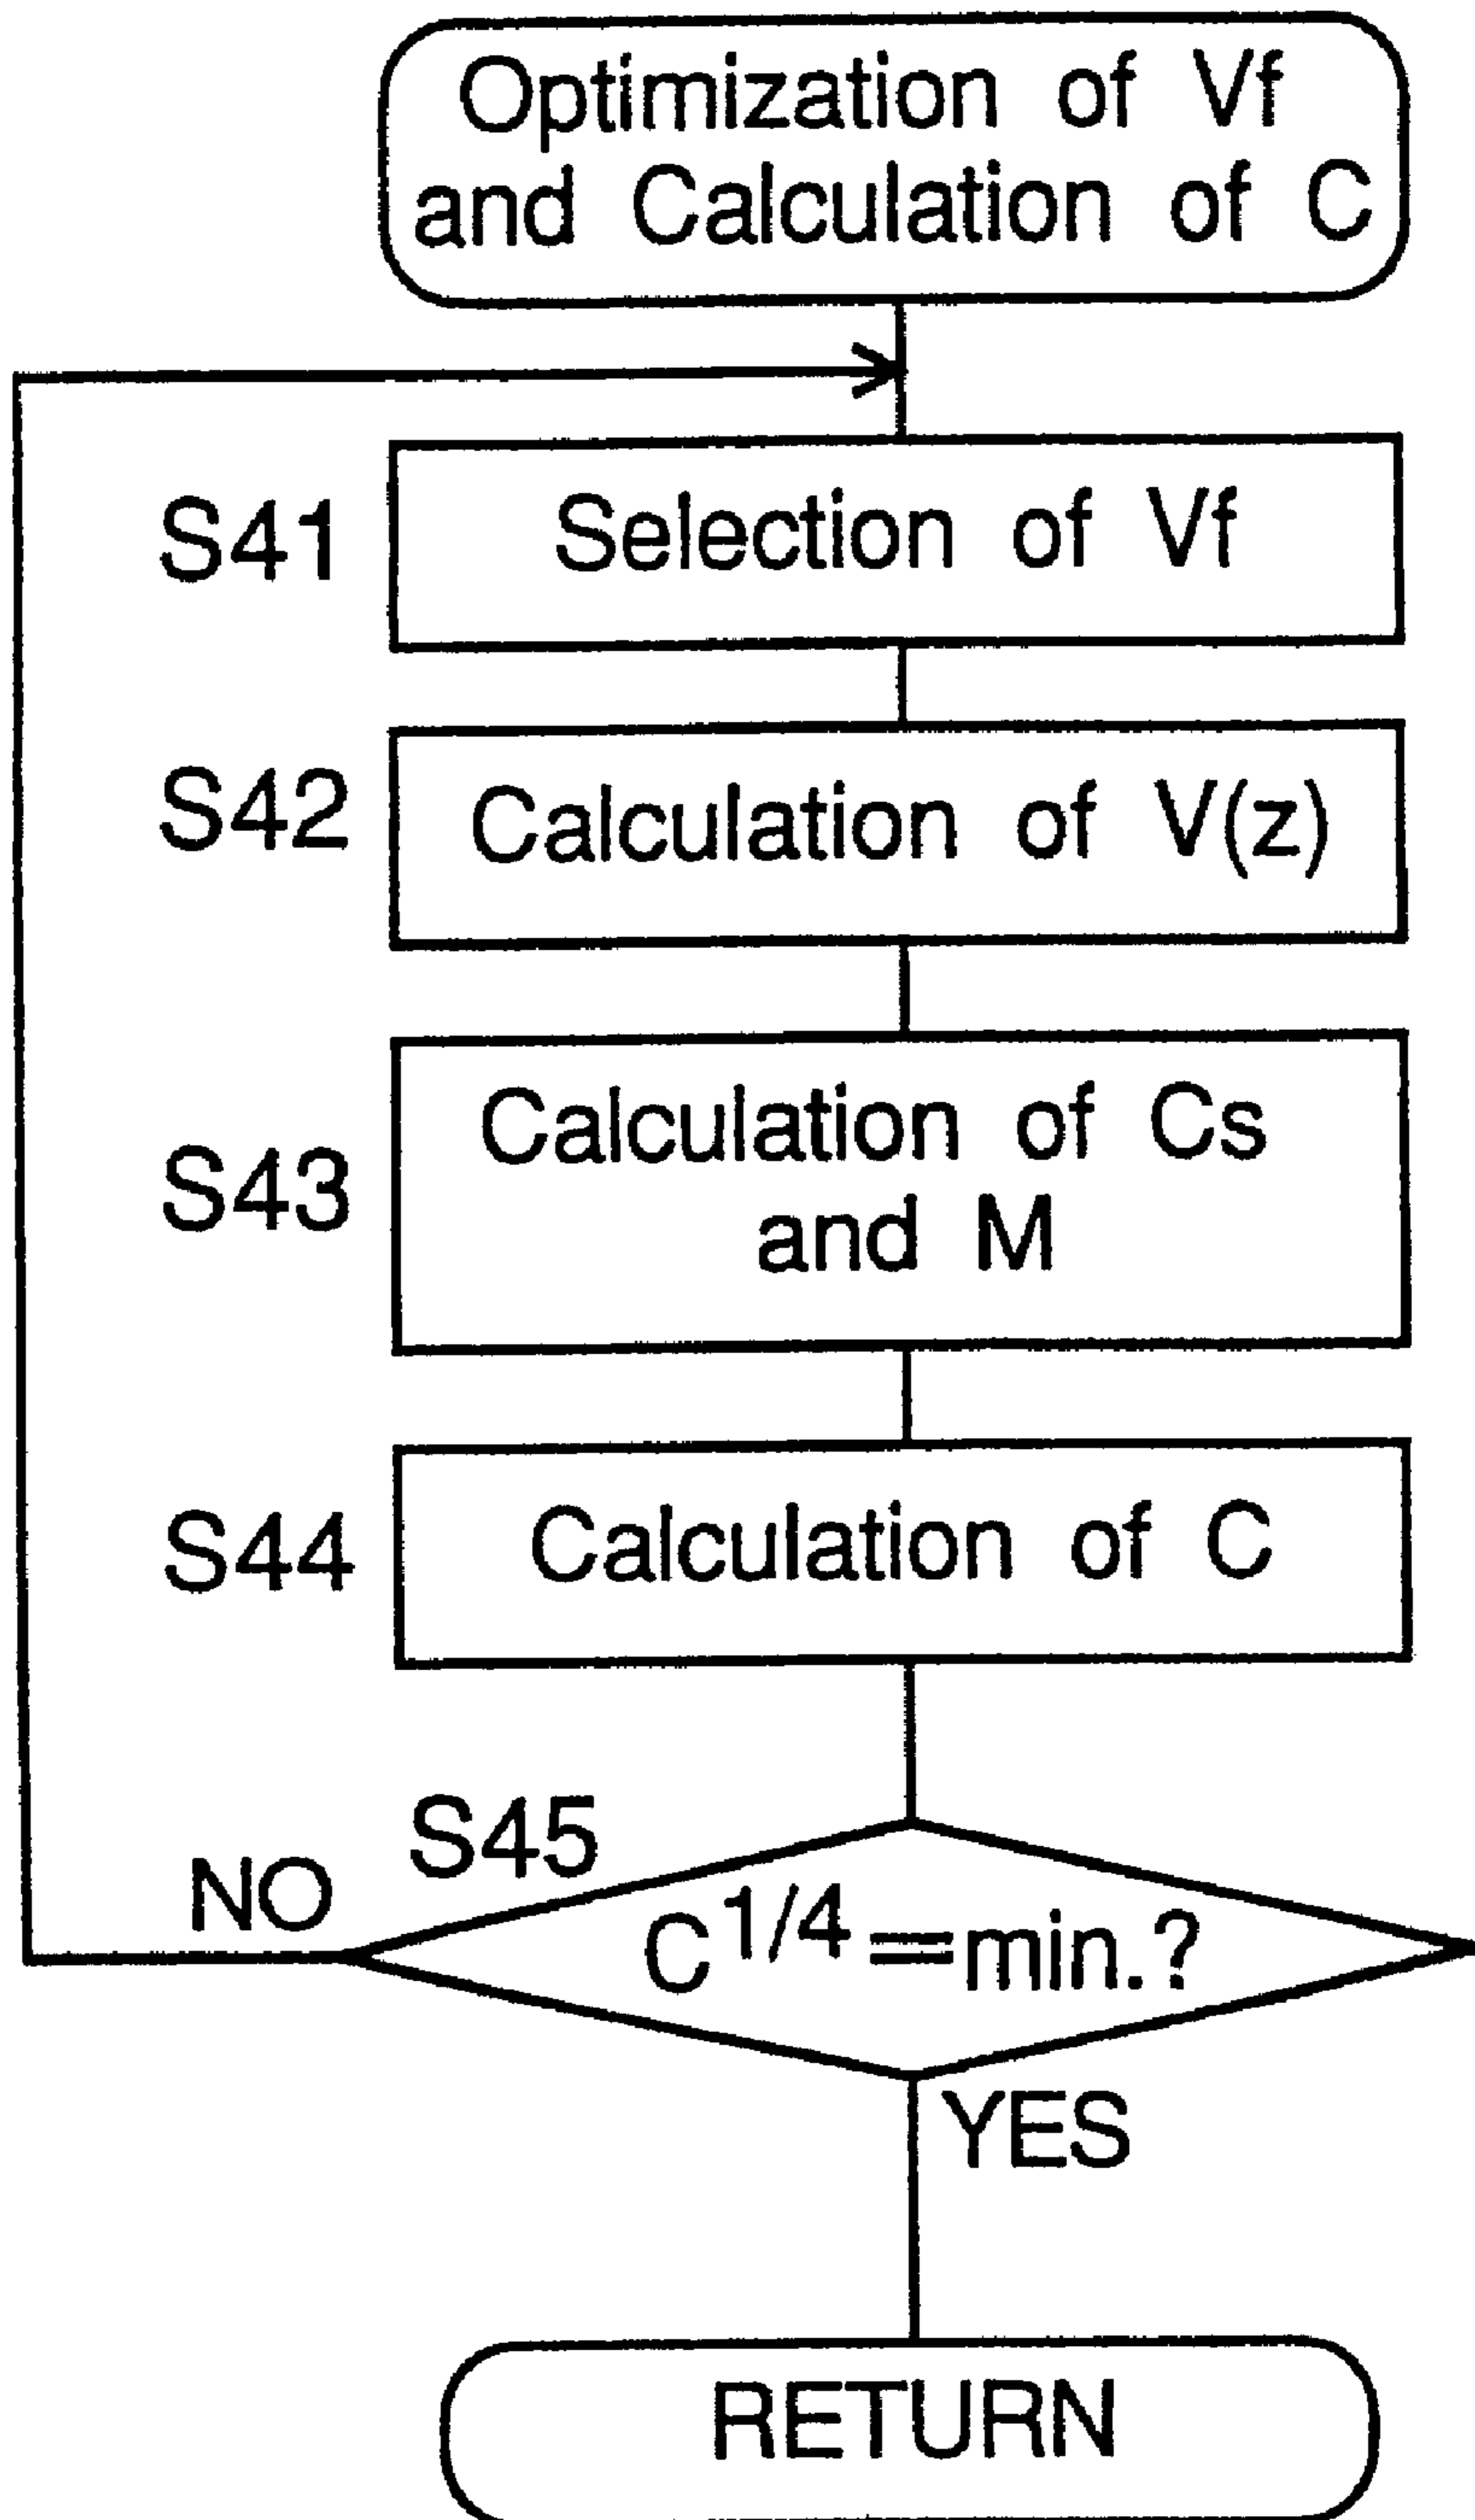 Optimization of Vf
and Calculation of C
S41
Selection of Vf
S42
Calculation of V(z)
S43
Calculation of Cs
and M
S44
Calculation of C
S45
NO
C^1/4=min.?
YES
RETURN